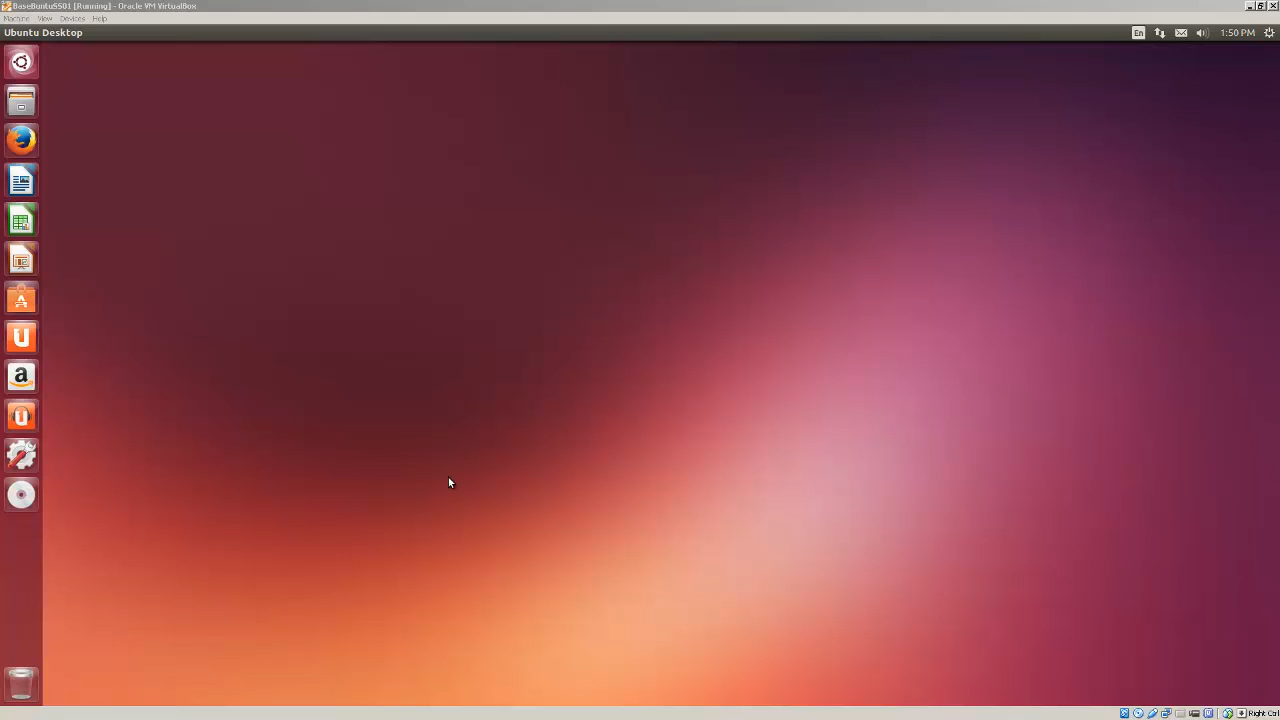 BaseBuntu5501 [Running] - Oracle VM VirtualBox
Machine View Devices Help
Ubuntu Desktop
En
1:50 PM
Right Ctrl